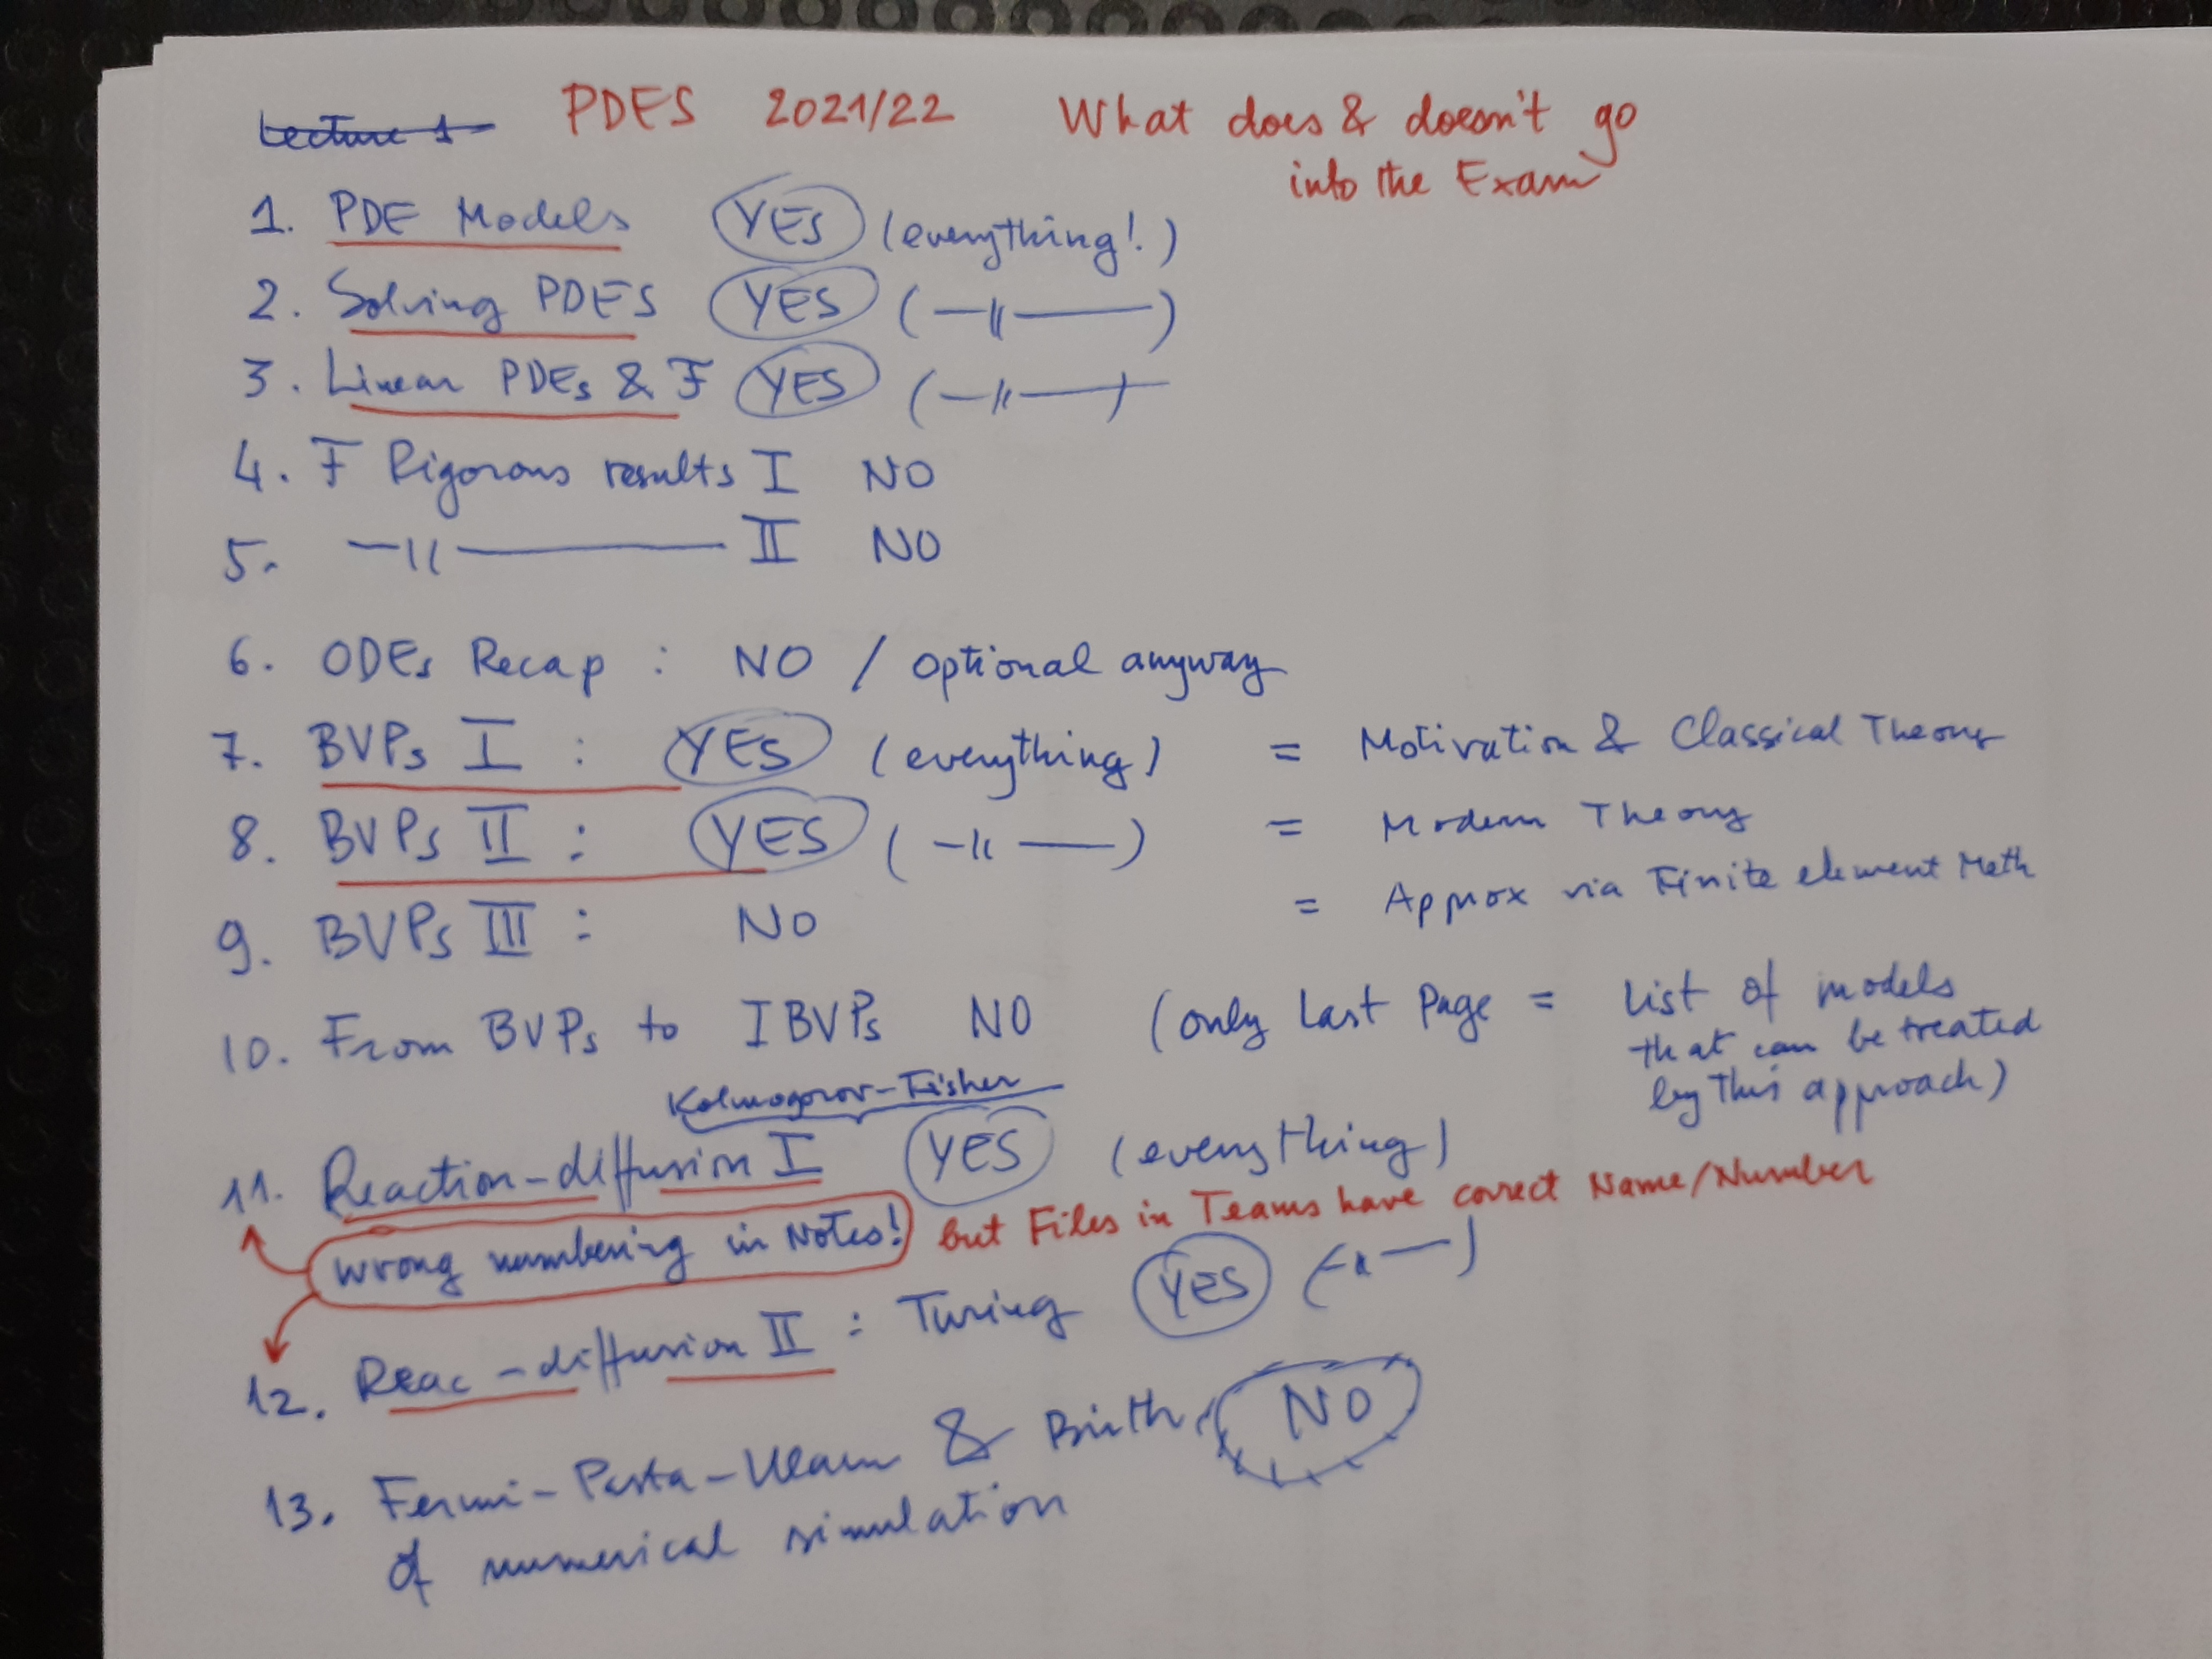 Lecture 1 PDES 2021/22 What does & doesn't go
into the Exam
1. PDE Models YES (everything!)
2. Solving PDES YES ( —||—— )
3. Linear PDEs & F YES ( —||—— )
4. F Rigorous results I NO
5. —||—— II NO
6. ODEs Recap : NO / optional anyway
7. BVPs I : YES (everything) = Motivation & Classical Theory
8. BVPs II : YES ( —||—— ) = Modern Theory
9. BVPs III : NO = Approx via Finite element Meth
10. From BVPs to IBVPs NO (only Last Page = List of models
that can be treated
by this approach)
Kolmogorov-Fisher
11. Reaction-diffusion I YES (everything)
wrong numbering in Notes! but Files in Teams have correct Name/Number
12. Reac-diffusion II : Turing YES ( —||— )
13. Fermi-Pasta-Ulam & Birth NO
of numerical simulation